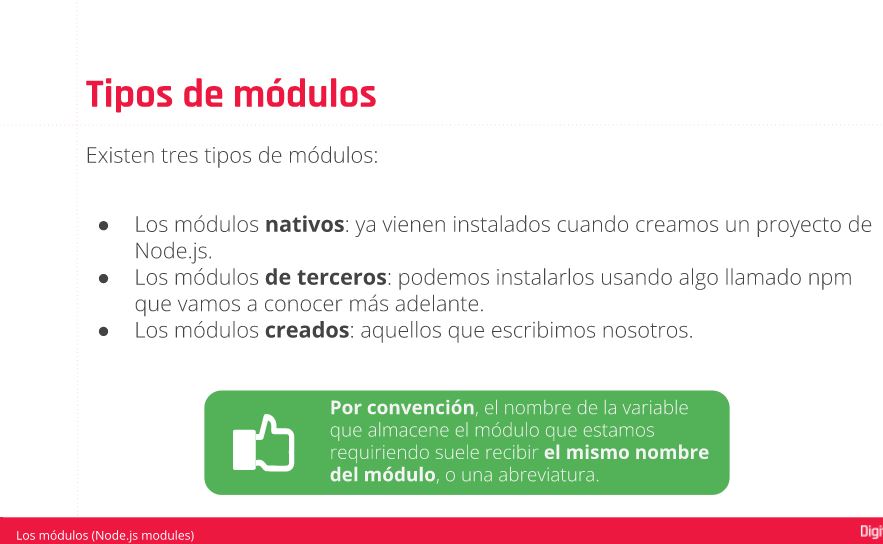 Tipos de módulos
Existen tres tipos de módulos:
● Los módulos nativos: ya vienen instalados cuando creamos un proyecto de
Node.js.
● Los módulos de terceros: podemos instalarlos usando algo llamado npm
que vamos a conocer más adelante.
● Los módulos creados: aquellos que escribimos nosotros.
Por convención, el nombre de la variable
que almacene el módulo que estamos
requiriendo suele recibir el mismo nombre
del módulo, o una abreviatura.
Los módulos (Node.js modules)
Digi